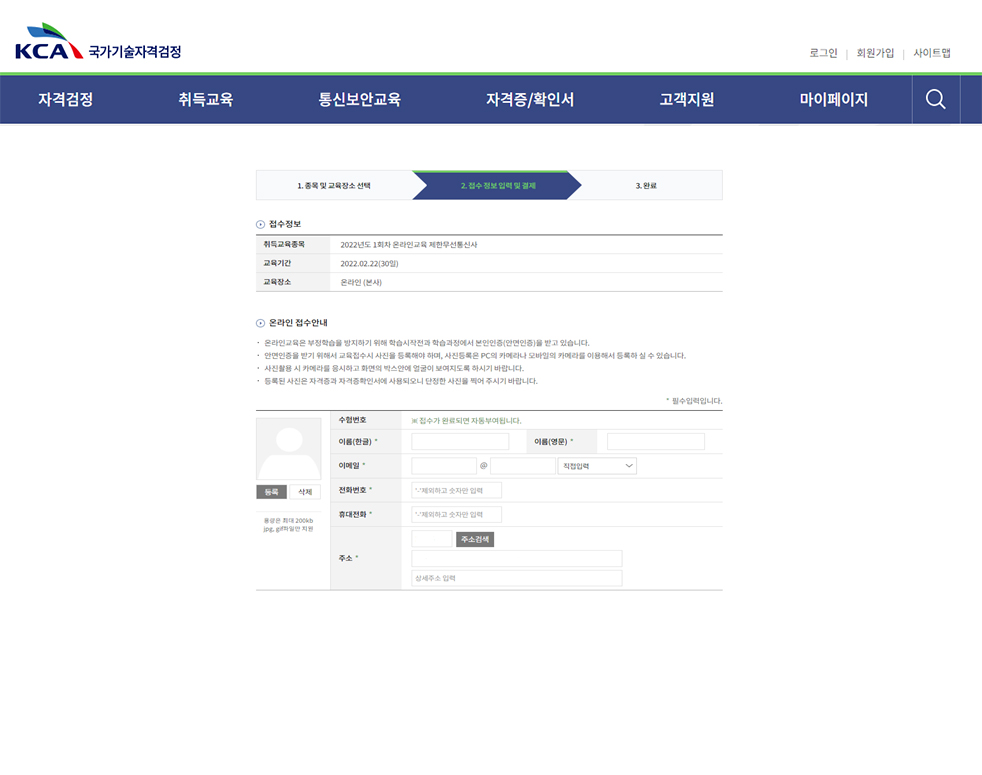 KCA 국가기술자격검정
로그인 | 회원가입 | 사이트맵
자격검정 취득교육 통신보안교육 자격증/확인서 고객지원 마이페이지
1. 종목 및 교육장소 선택 2. 접수 정보 입력 및 결제 3. 완료
접수정보
취득교육종목 2022년도 1회차 온라인교육 제한무선통신사
교육기간 2022.02.22(30일)
교육장소 온라인 (본사)
온라인 접수안내
· 온라인교육은 부정학습을 방지하기 위해 학습시작전과 학습과정에서 본인인증(안면인증)을 받고 있습니다.
· 안면인증을 받기 위해서 교육접수시 사진을 등록해야 하며, 사진등록은 PC의 카메라나 모바일의 카메라를 이용해서 등록하 실 수 있습니다.
· 사진촬용 시 카메라를 응시하고 화면의 박스안에 얼굴이 보여지도록 하시기 바랍니다.
· 등록된 사진은 자격증과 자격증확인서에 사용되오니 단정한 사진을 찍어 주시기 바랍니다.
* 필수입력입니다.
수험번호 ※ 접수가 완료되면 자동부여됩니다.
이름(한글) * 이름(영문) *
이메일 * @ 직접입력
등록 삭제
전화번호 * '-'제외하고 숫자만 입력
휴대전화 * '-'제외하고 숫자만 입력
용량은 최대 200kb
jpg, gif파일만 지원
주소 * 주소검색
상세주소 입력